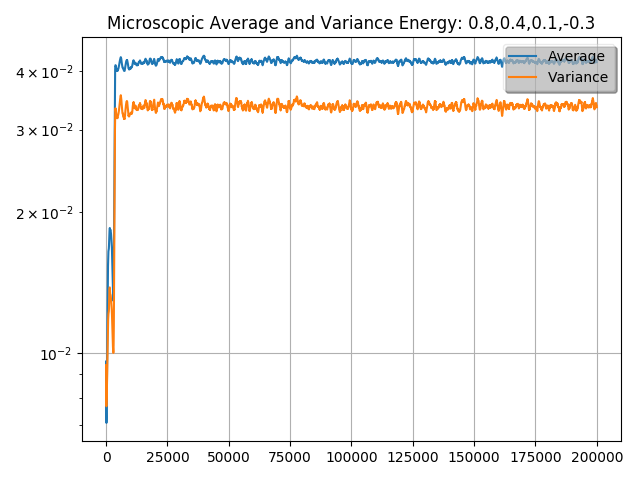 Microscopic Average and Variance Energy: 0.8,0.4,0.1,-0.3
Average
Variance
4 × 10⁻²
3 × 10⁻²
2 × 10⁻²
10⁻²
0 25000 50000 75000 100000 125000 150000 175000 200000